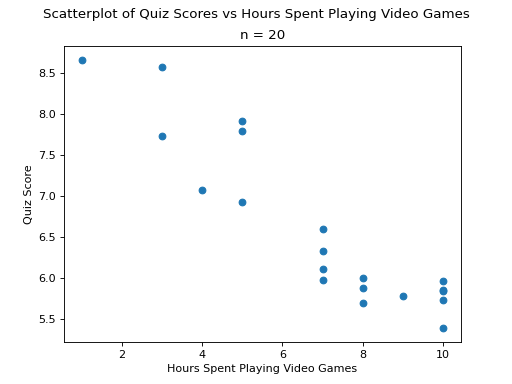 Scatterplot of Quiz Scores vs Hours Spent Playing Video Games
n = 20
8.5
8.0
7.5
7.0
6.5
6.0
5.5
Quiz Score
2 4 6 8 10
Hours Spent Playing Video Games